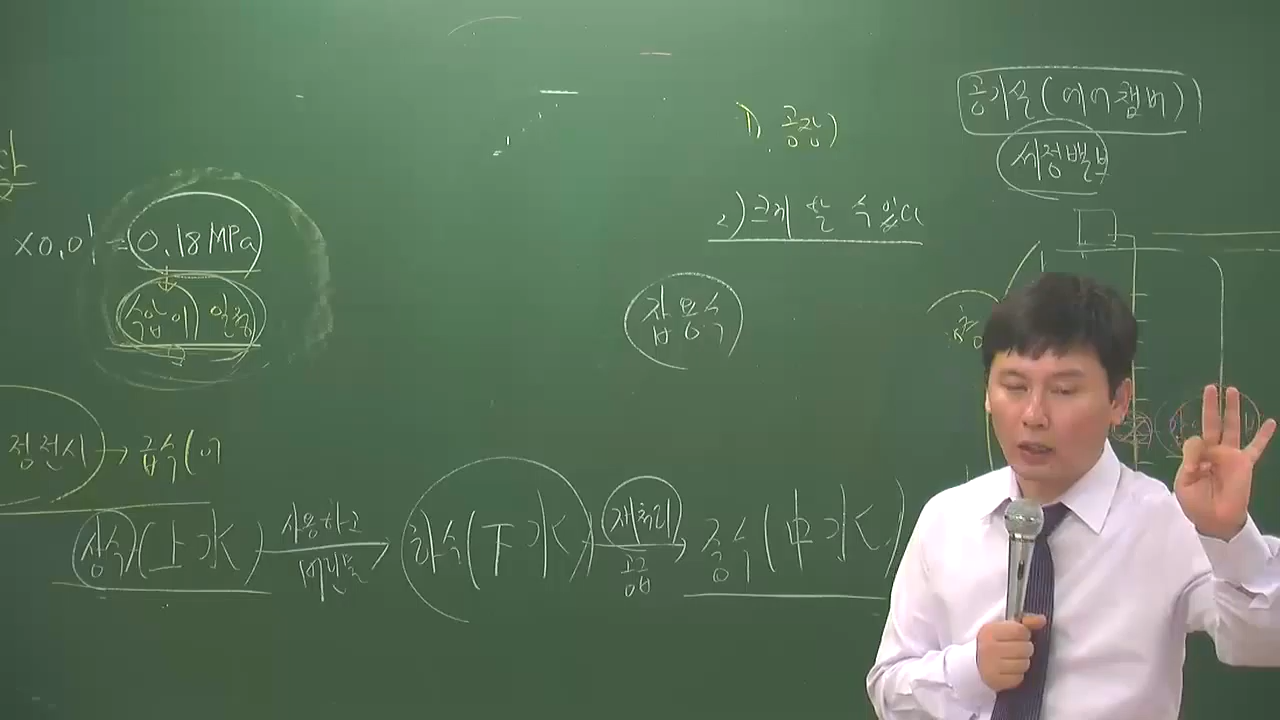 공기실(에어챔버)
세정밸브
1) 공급)
2) 크게 할 수 있다
×0.01 = 0.18MPa
수압이 일정
잡용수
정전시 → 급수(이
상수(上水) 사용하고 버린물 → 하수(下水) 재처리 공급 → 중수(中水)